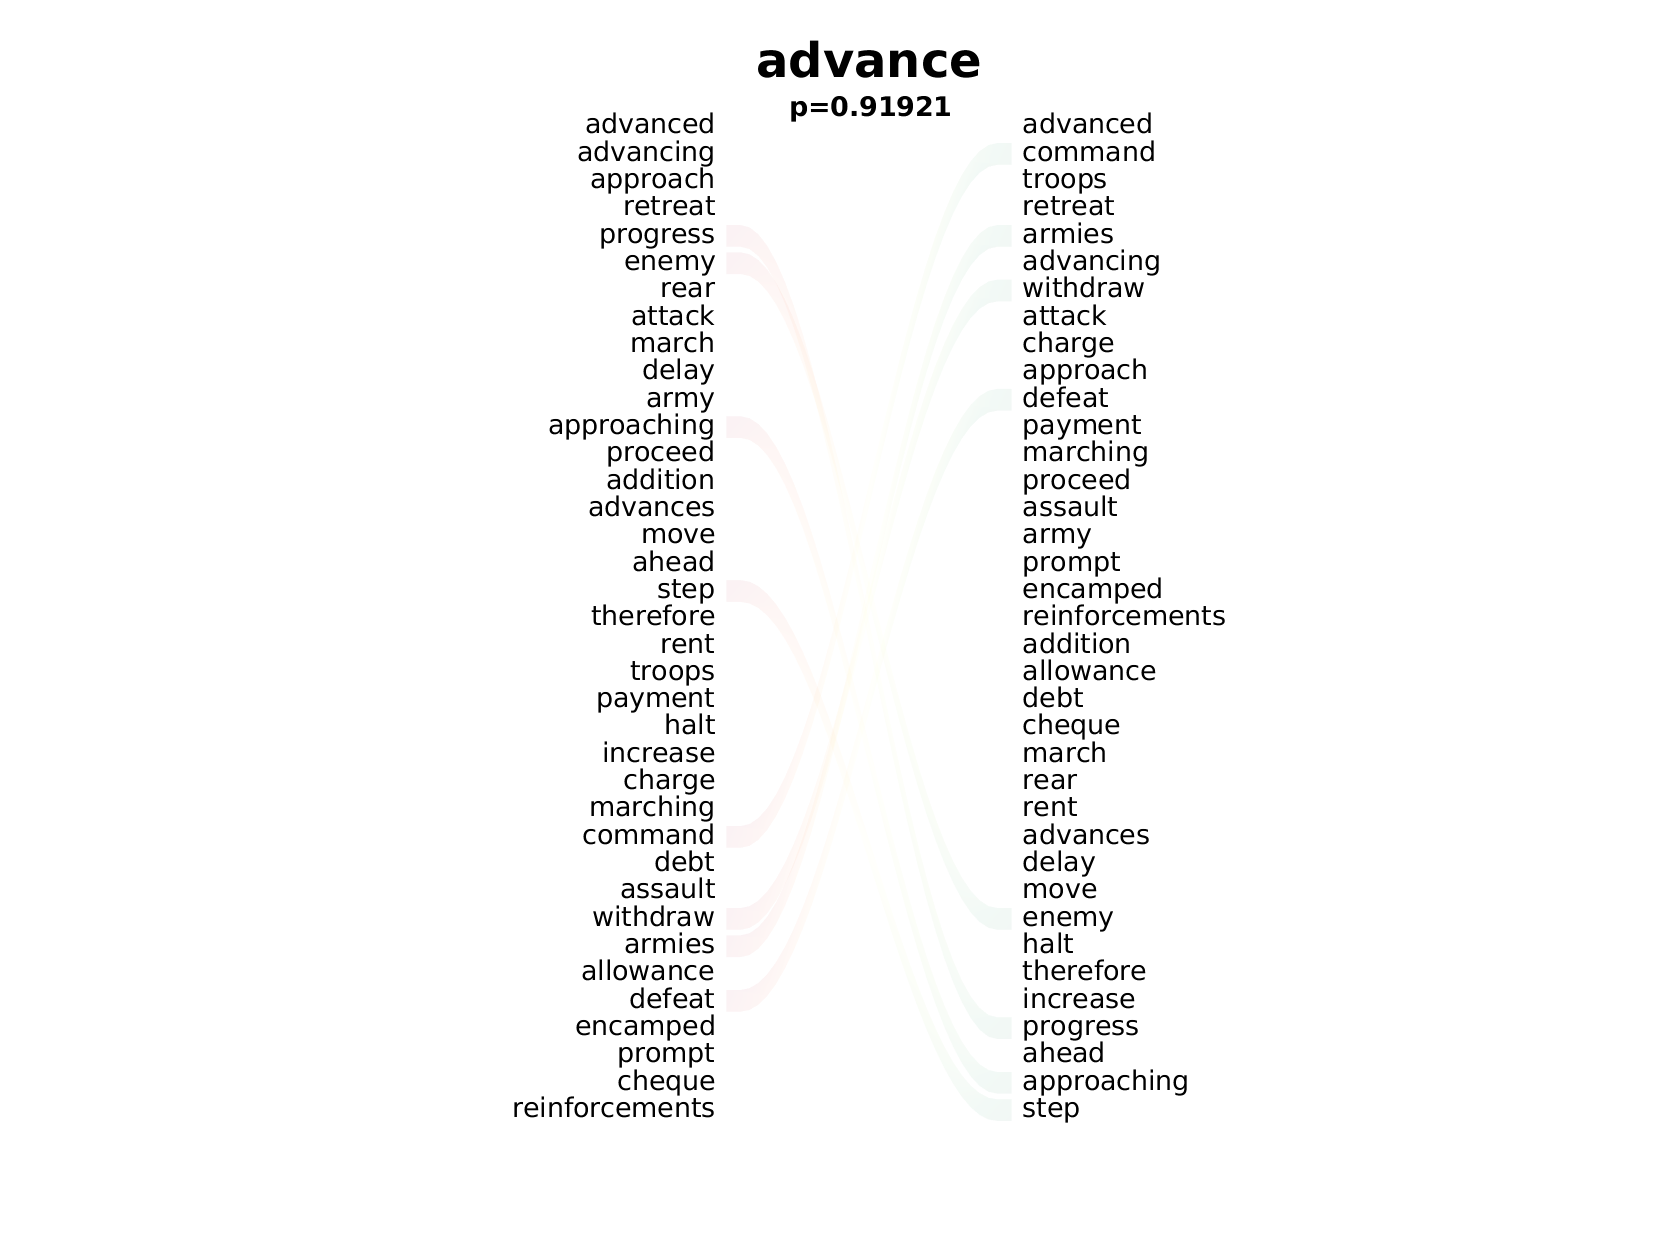 advance
p=0.91921
advanced
advancing
approach
retreat
progress
enemy
rear
attack
march
delay
army
approaching
proceed
addition
advances
move
ahead
step
therefore
rent
troops
payment
halt
increase
charge
marching
command
debt
assault
withdraw
armies
allowance
defeat
encamped
prompt
cheque
reinforcements
advanced
command
troops
retreat
armies
advancing
withdraw
attack
charge
approach
defeat
payment
marching
proceed
assault
army
prompt
encamped
reinforcements
addition
allowance
debt
cheque
march
rear
rent
advances
delay
move
enemy
halt
therefore
increase
progress
ahead
approaching
step